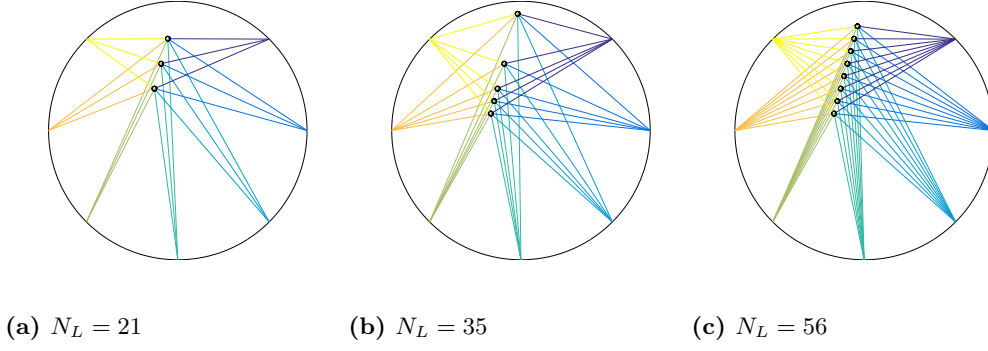 (a) N_L = 21
(b) N_L = 35
(c) N_L = 56